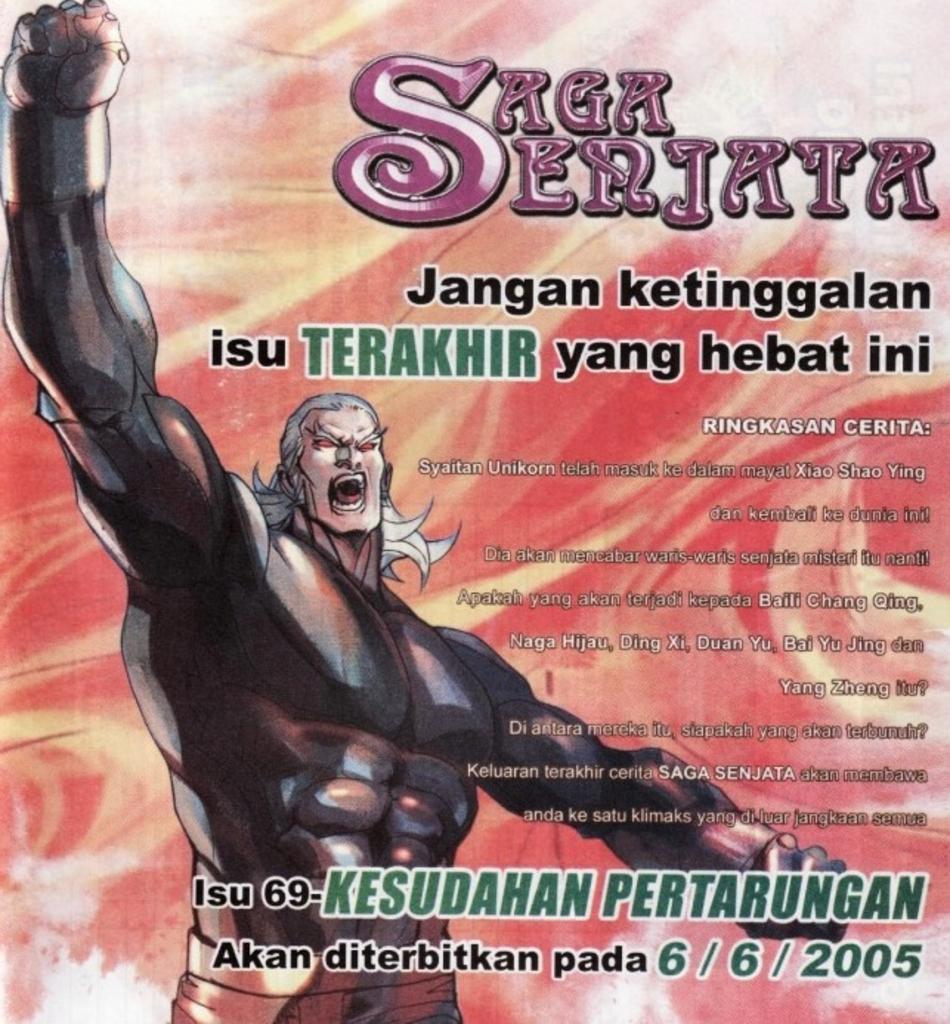 SAGA
SENJATA
Jangan ketinggalan
isu TERAKHIR yang hebat ini
RINGKASAN CERITA:
Syaitan Unikorn telah masuk ke dalam mayat Xiao Shao Ying
dan kembali ke dunia ini!
Dia akan mencabar waris-waris senjata misteri itu nanti!
Apakah yang akan terjadi kepada Baili Chang Qing,
Naga Hijau, Ding Xi, Duan Yu, Bai Yu Jing dan
Yang Zheng itu?
Di antara mereka itu, siapakah yang akan terbunuh?
Keluaran terakhir cerita SAGA SENJATA akan membawa
anda ke satu klimaks yang di luar jangkaan semua
Isu 69-KESUDAHAN PERTARUNGAN
Akan diterbitkan pada 6 / 6 / 2005